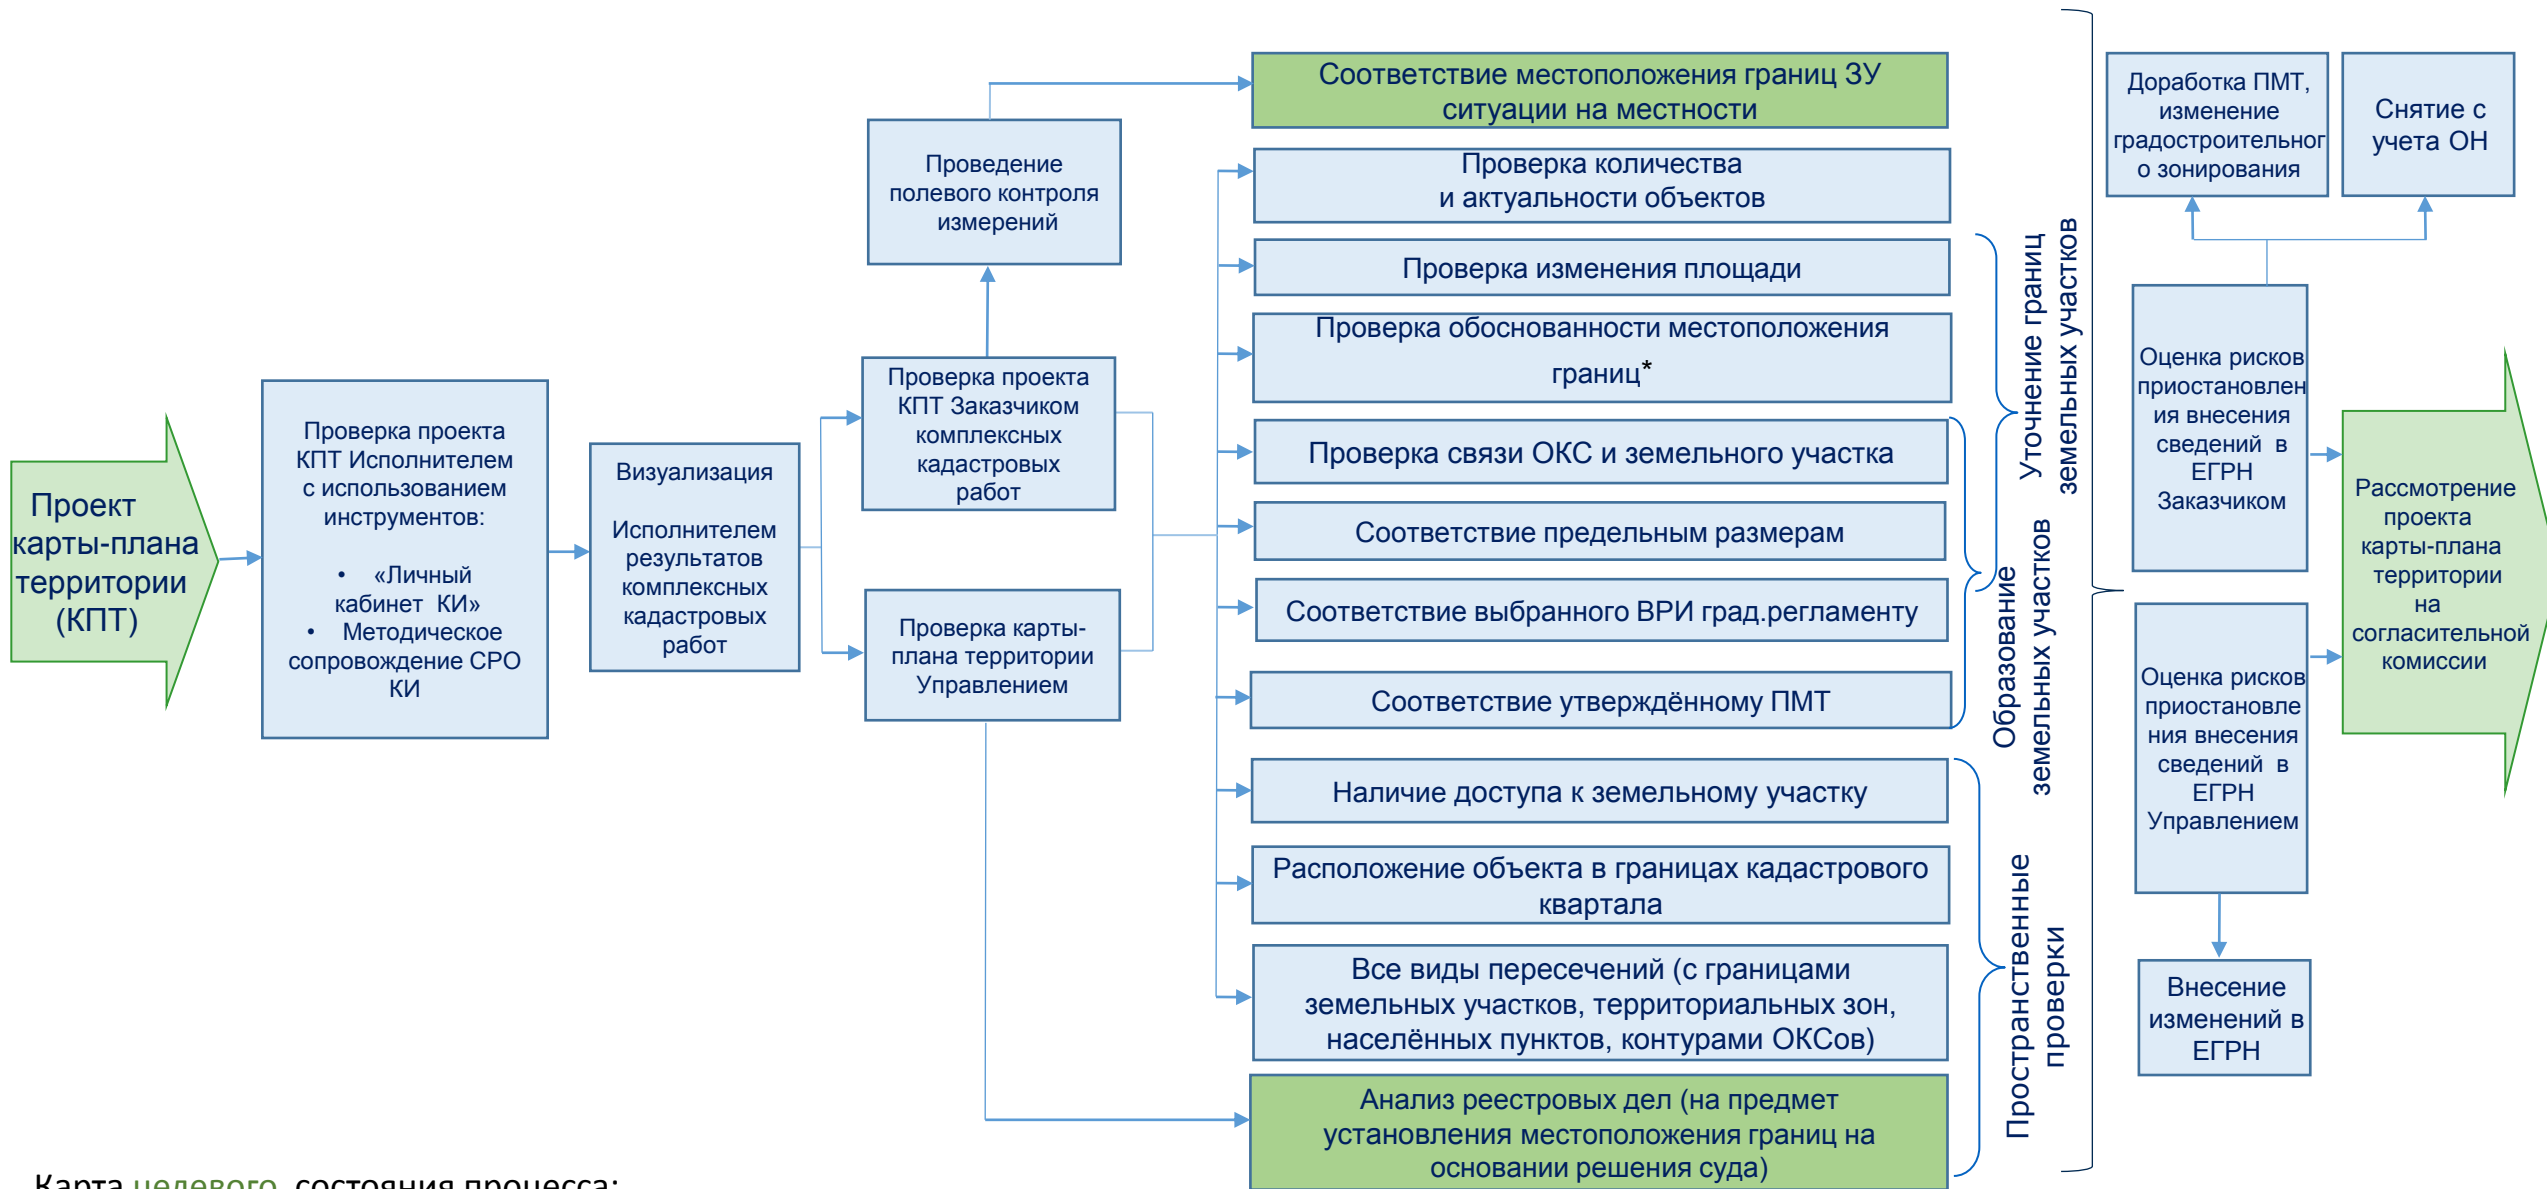 Проект
карты-плана
территории
(КПТ)
Проверка проекта
КПТ Исполнителем
с использованием
инструментов:
• «Личный
кабинет КИ»
• Методическое
сопровождение СРО
КИ
Визуализация
Исполнителем
результатов
комплексных
кадастровых
работ
Проведение
полевого контроля
измерений
Проверка проекта
КПТ Заказчиком
комплексных
кадастровых
работ
Проверка карты-
плана территории
Управлением
Соответствие местоположения границ ЗУ
ситуации на местности
Проверка количества
и актуальности объектов
Проверка изменения площади
Проверка обоснованности местоположения
границ*
Проверка связи ОКС и земельного участка
Соответствие предельным размерам
Соответствие выбранного ВРИ град.регламенту
Соответствие утверждённому ПМТ
Наличие доступа к земельному участку
Расположение объекта в границах кадастрового
квартала
Все виды пересечений (с границами
земельных участков, территориальных зон,
населённых пунктов, контурами ОКСов)
Анализ реестровых дел (на предмет
установления местоположения границ на
основании решения суда)
Уточнение границ
земельных участков
Образование
земельных участков
Пространственные
проверки
Доработка ПМТ,
изменение
градостроительног
о зонирования
Снятие с
учета ОН
Оценка рисков
приостановлен
ия внесения
сведений в
ЕГРН
Заказчиком
Оценка рисков
приостановле
ния внесения
сведений в
ЕГРН
Управлением
Внесение
изменений в
ЕГРН
Рассмотрение
проекта
карты-плана
территории
на
согласительной
комиссии
Карта целевого состояния процесса: